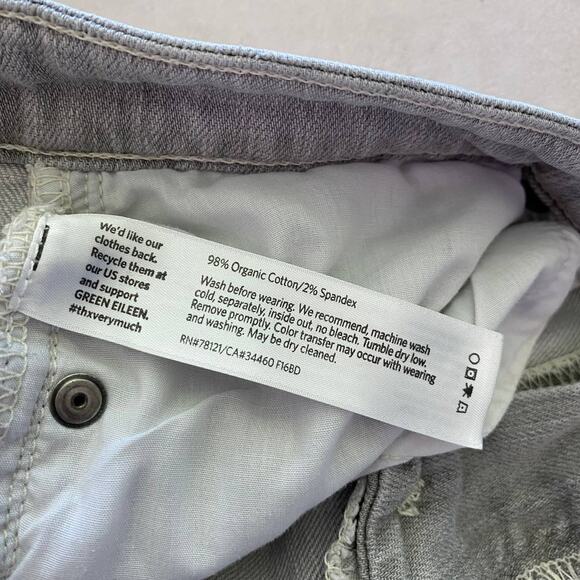 We'd like our
clothes back.
Recycle them at
our US stores
and support
GREEN EILEEN.
#thxverymuch
98% Organic Cotton/2% Spandex
Wash before wearing. We recommend, machine wash
cold, separately, inside out, no bleach. Tumble dry low.
Remove promptly. Color transfer may occur with wearing
and washing. May be dry cleaned.
RN#78121/CA#34460 F16BD